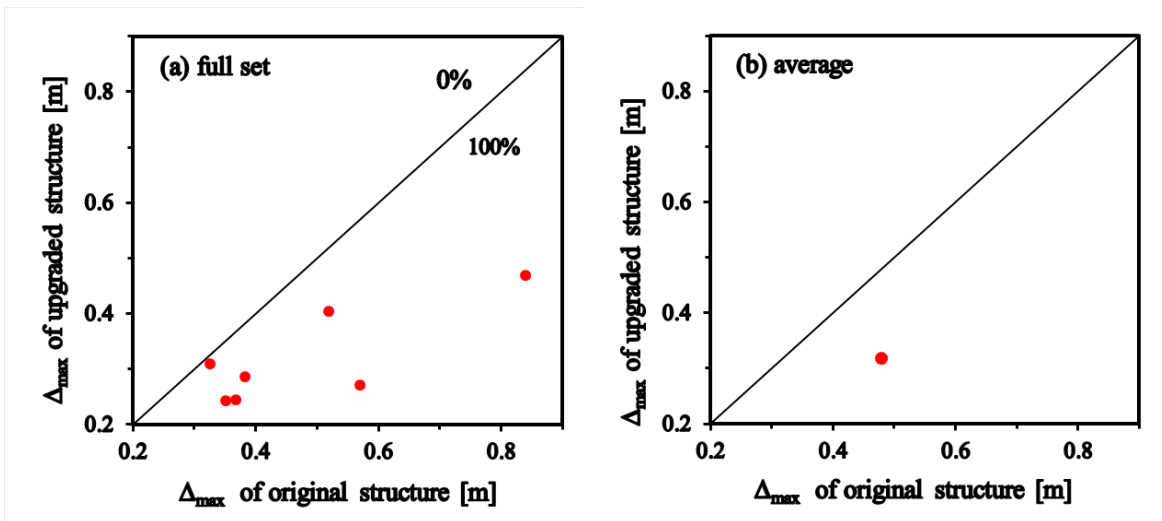 (a) full set
0%
100%
0.8
0.6
0.4
0.2
0.2 0.4 0.6 0.8
Δmax of upgraded structure [m]
Δmax of original structure [m]
(b) average
0.8
0.6
0.4
0.2
0.2 0.4 0.6 0.8
Δmax of upgraded structure [m]
Δmax of original structure [m]